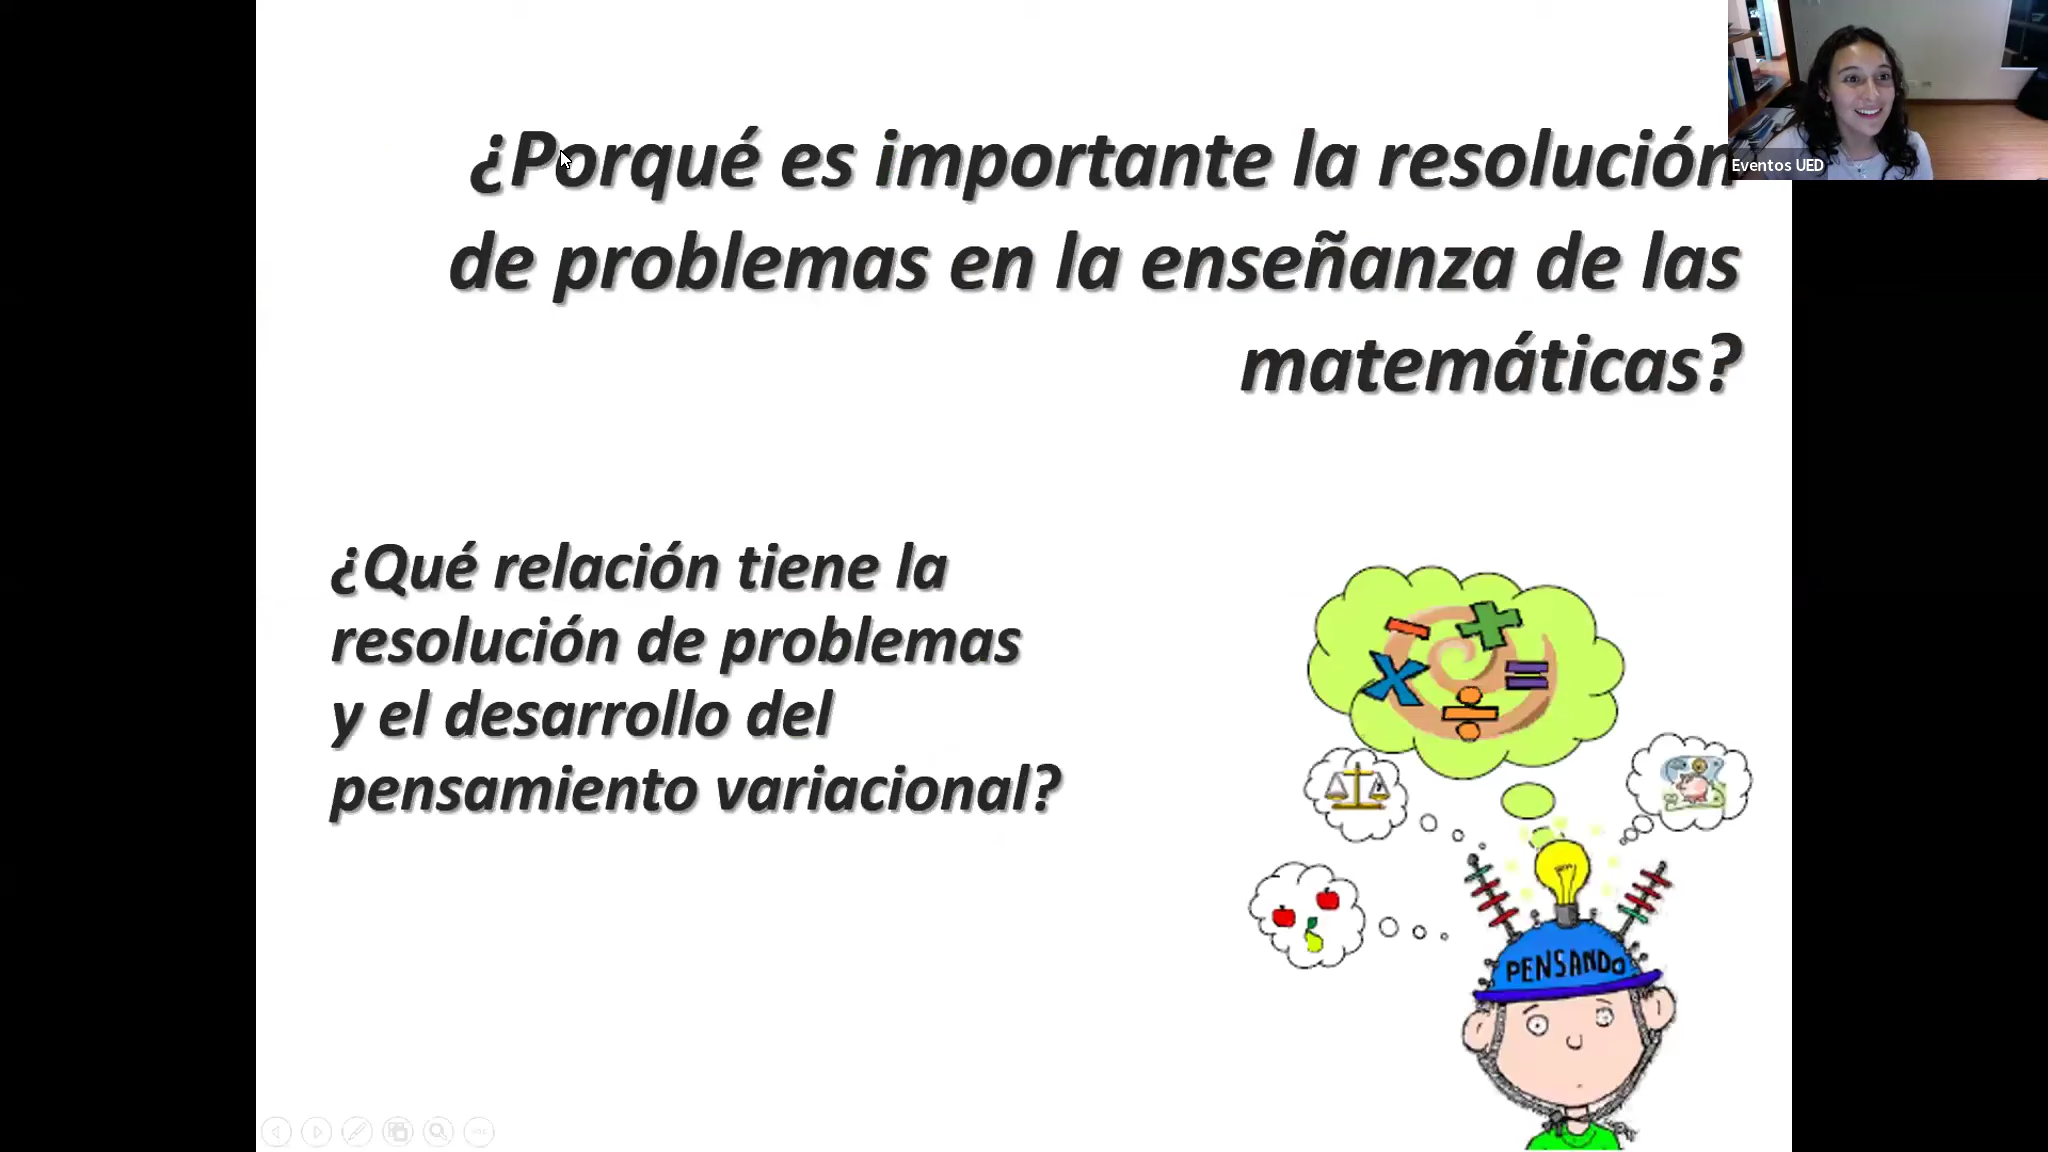 ¿Porqué es importante la resolución
de problemas en la enseñanza de las
matemáticas?
Eventos UED
¿Qué relación tiene la
resolución de problemas
y el desarrollo del
pensamiento variacional?
PENSANDO